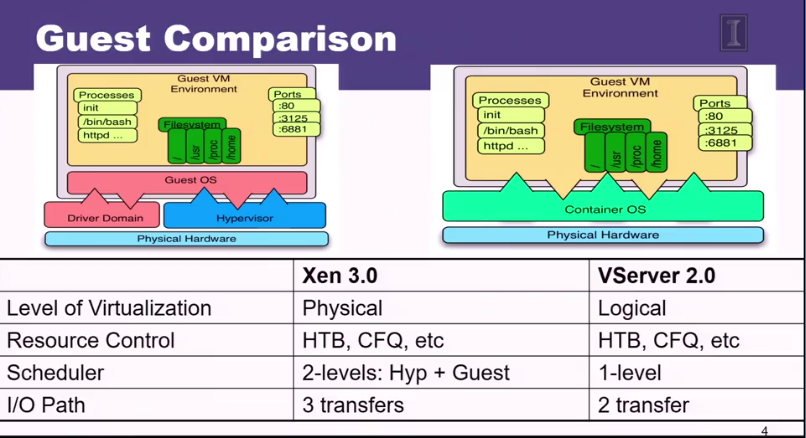 Guest Comparison
I
Guest VM
Environment
Processes
init
/bin/bash
httpd ...
Filesystem
/
/usr
/proc
/home
Ports
:80
:3125
:6881
Guest OS
Driver Domain
Hypervisor
Physical Hardware
Guest VM
Environment
Processes
init
/bin/bash
httpd ...
Filesystem
/
/usr
/proc
/home
Ports
:80
:3125
:6881
Container OS
Physical Hardware
Xen 3.0 VServer 2.0
Level of Virtualization Physical Logical
Resource Control HTB, CFQ, etc HTB, CFQ, etc
Scheduler 2-levels: Hyp + Guest 1-level
I/O Path 3 transfers 2 transfer
4